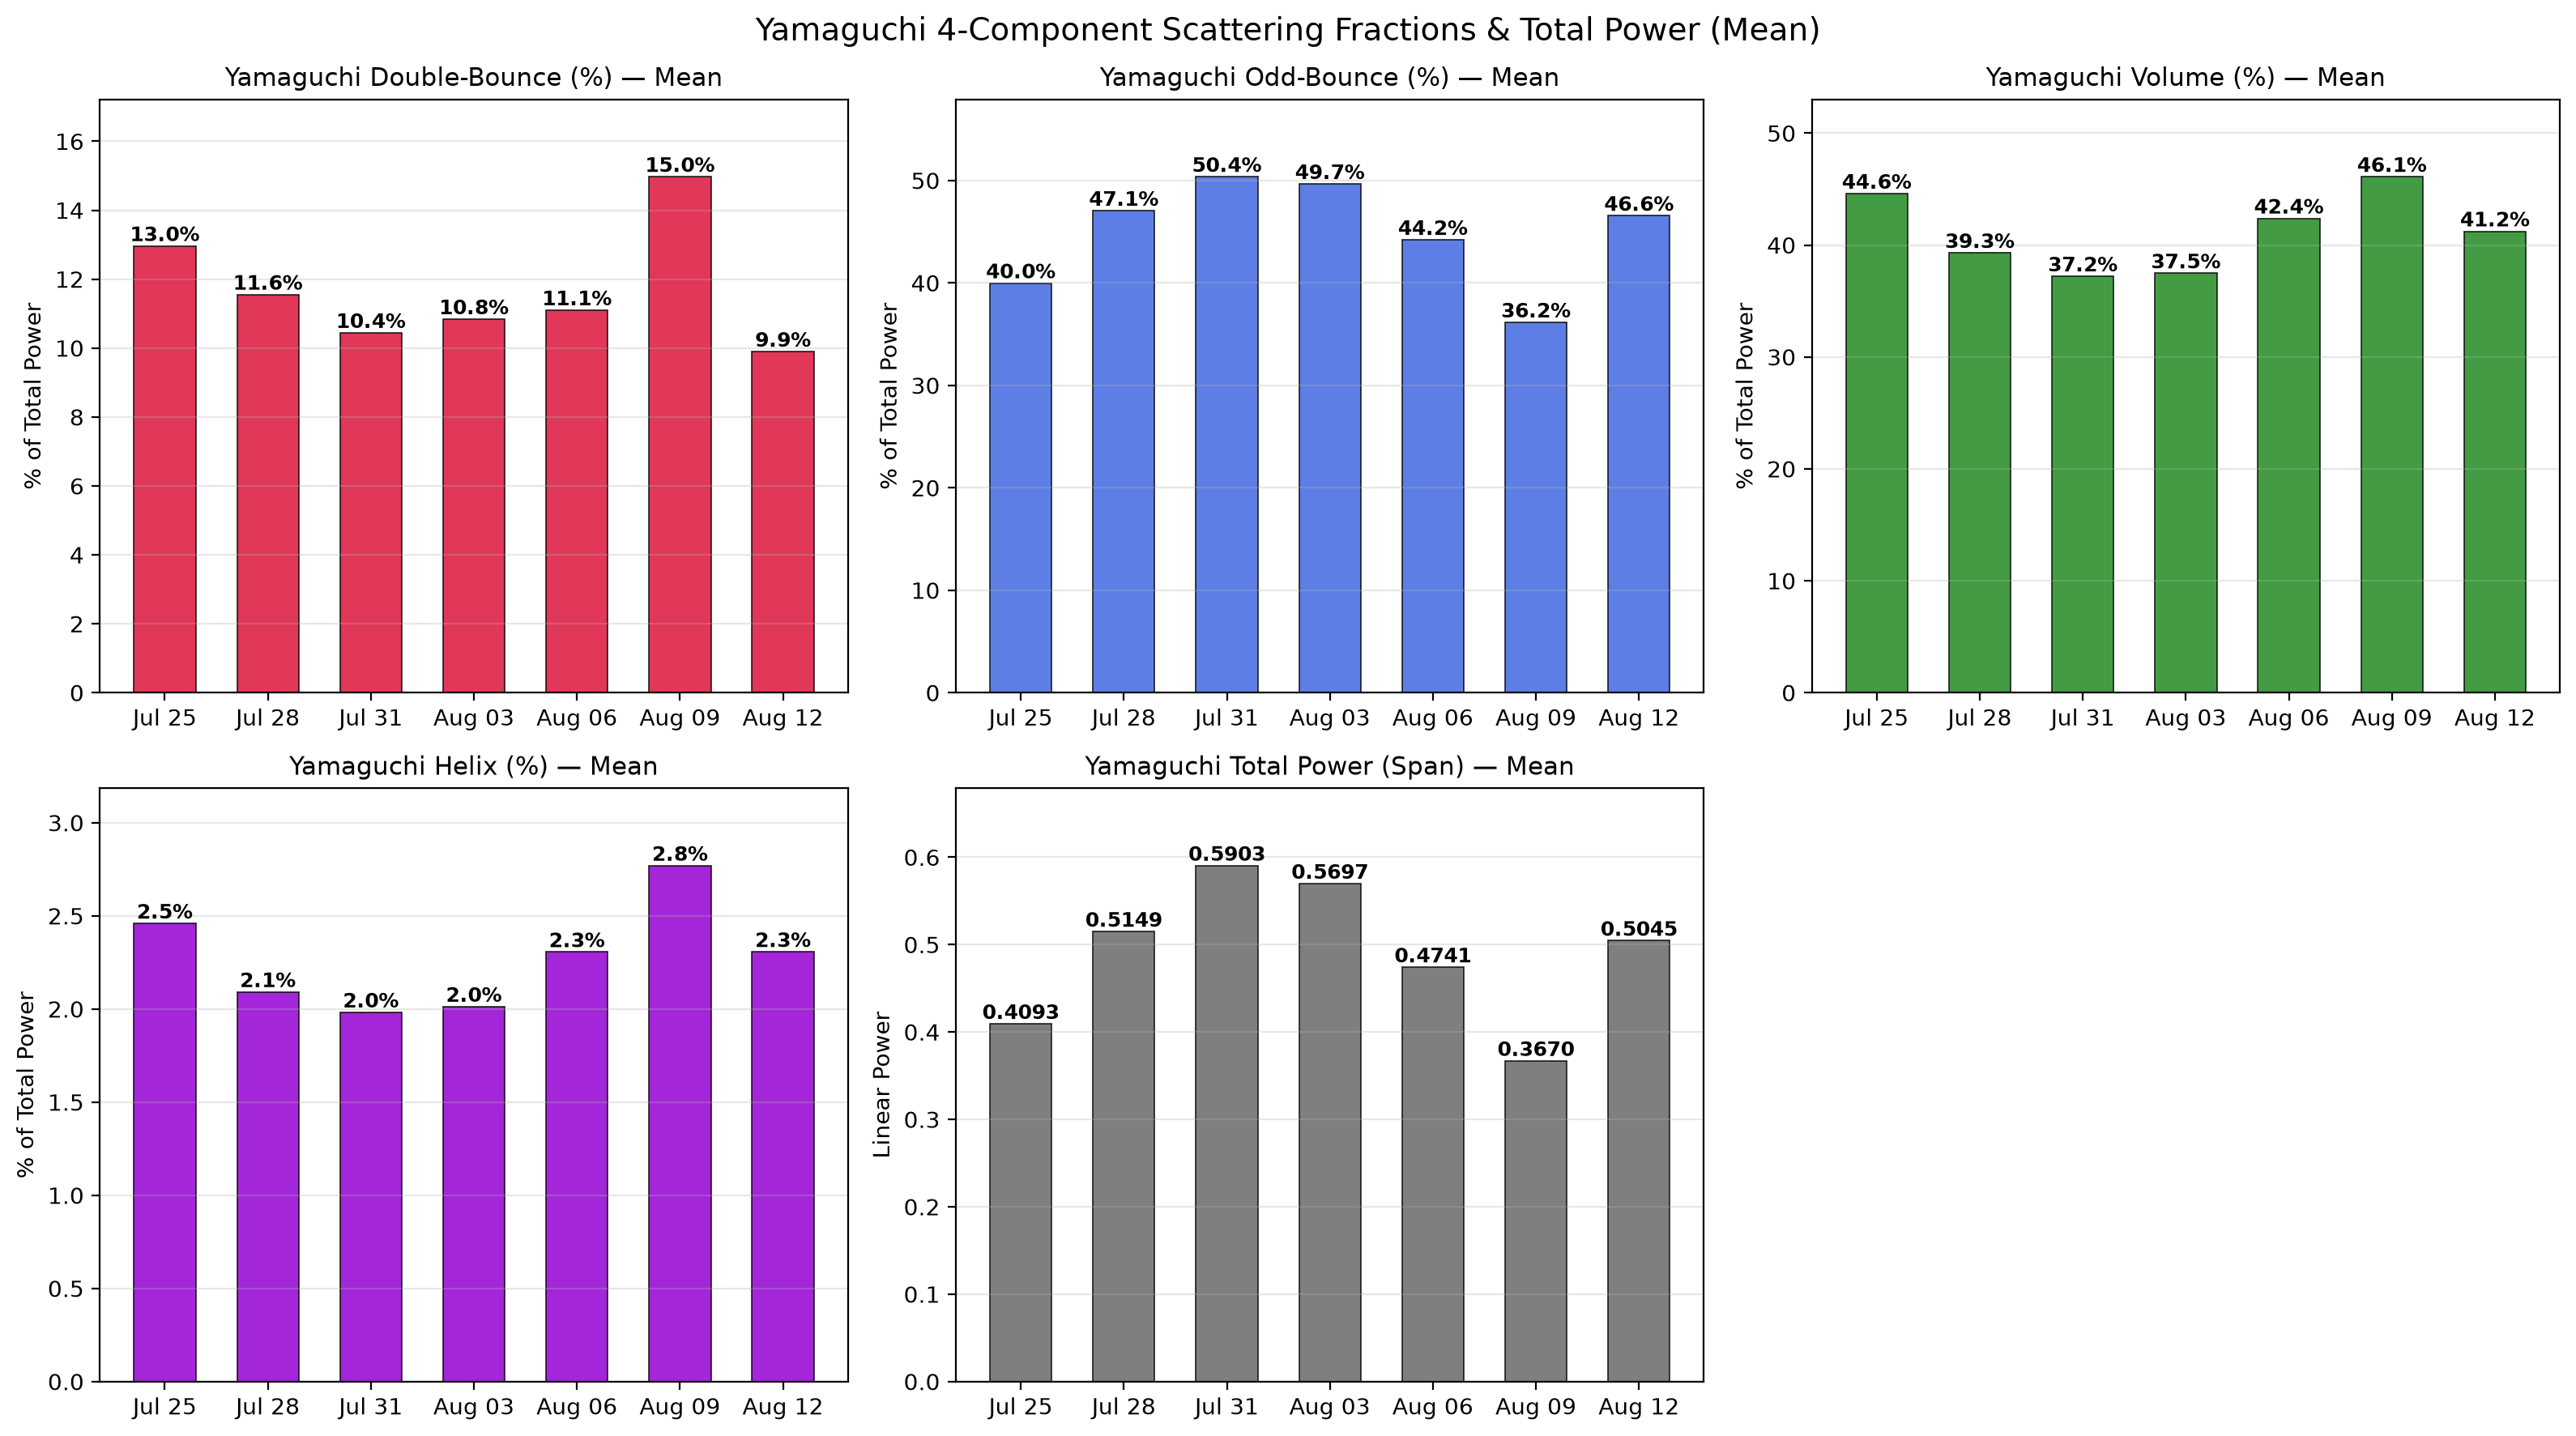 Yamaguchi 4-Component Scattering Fractions & Total Power (Mean)
Yamaguchi Double-Bounce (%) — Mean
% of Total Power
16
14
12
10
8
6
4
2
0
13.0%
11.6%
10.4%
10.8%
11.1%
15.0%
9.9%
Jul 25
Jul 28
Jul 31
Aug 03
Aug 06
Aug 09
Aug 12
Yamaguchi Odd-Bounce (%) — Mean
% of Total Power
50
40
30
20
10
0
40.0%
47.1%
50.4%
49.7%
44.2%
36.2%
46.6%
Jul 25
Jul 28
Jul 31
Aug 03
Aug 06
Aug 09
Aug 12
Yamaguchi Volume (%) — Mean
% of Total Power
50
40
30
20
10
0
44.6%
39.3%
37.2%
37.5%
42.4%
46.1%
41.2%
Jul 25
Jul 28
Jul 31
Aug 03
Aug 06
Aug 09
Aug 12
Yamaguchi Helix (%) — Mean
% of Total Power
3.0
2.5
2.0
1.5
1.0
0.5
0.0
2.5%
2.1%
2.0%
2.0%
2.3%
2.8%
2.3%
Jul 25
Jul 28
Jul 31
Aug 03
Aug 06
Aug 09
Aug 12
Yamaguchi Total Power (Span) — Mean
Linear Power
0.6
0.5
0.4
0.3
0.2
0.1
0.0
0.4093
0.5149
0.5903
0.5697
0.4741
0.3670
0.5045
Jul 25
Jul 28
Jul 31
Aug 03
Aug 06
Aug 09
Aug 12